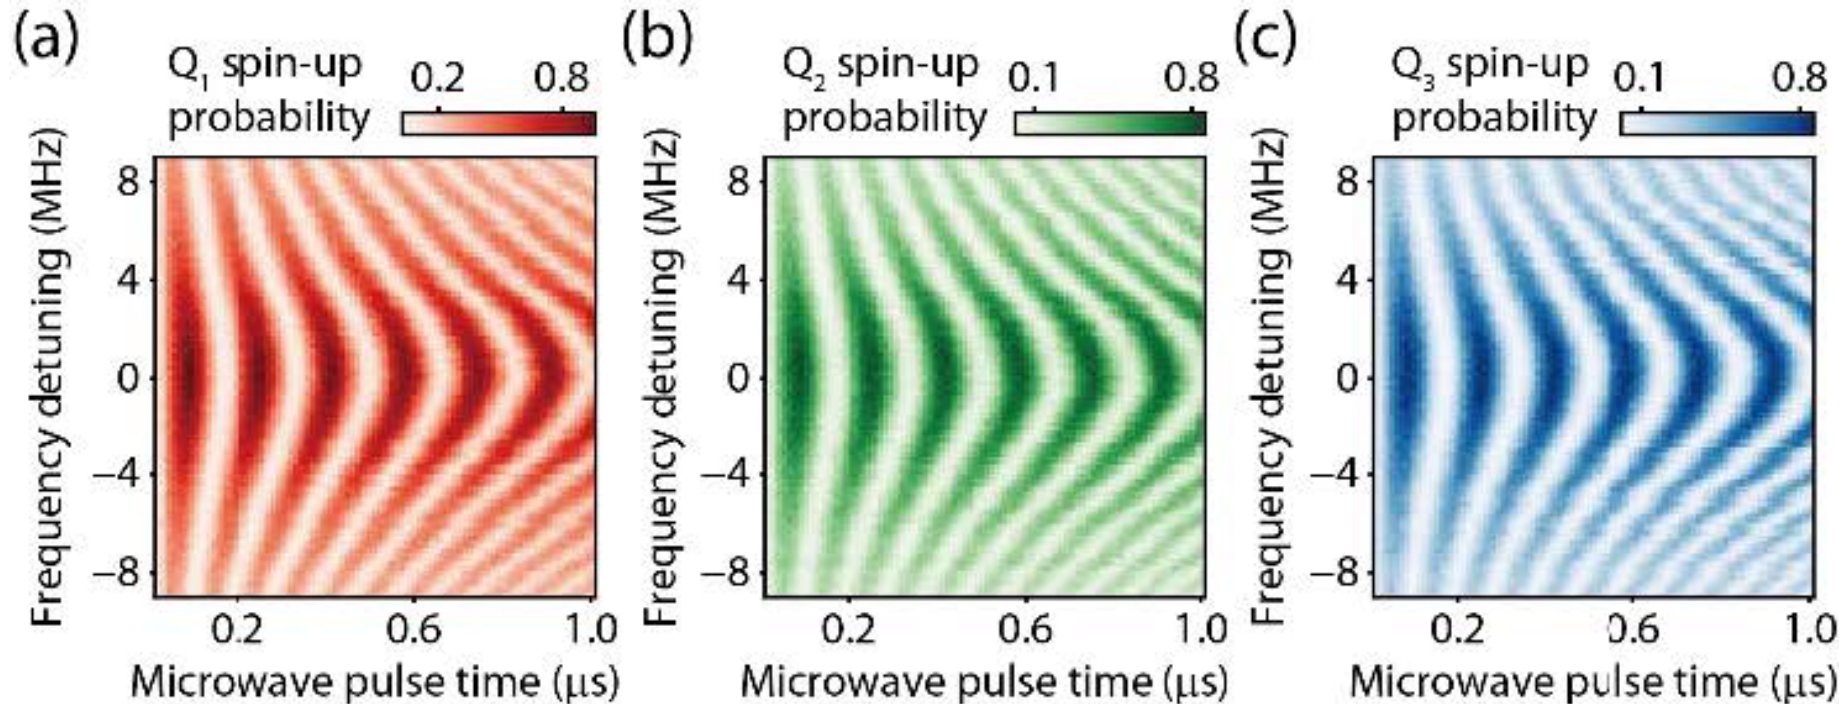 (a)
Q₁ spin-up
probability
0.2 0.8
Frequency detuning (MHz)
8
4
0
−4
−8
0.2 0.6 1.0
Microwave pulse time (μs)
(b)
Q₂ spin-up
probability
0.1 0.8
Frequency detuning (MHz)
8
4
0
−4
−8
0.2 0.6 1.0
Microwave pulse time (μs)
(c)
Q₃ spin-up
probability
0.1 0.8
Frequency detuning (MHz)
8
4
0
−4
−8
0.2 0.6 1.0
Microwave pulse time (μs)